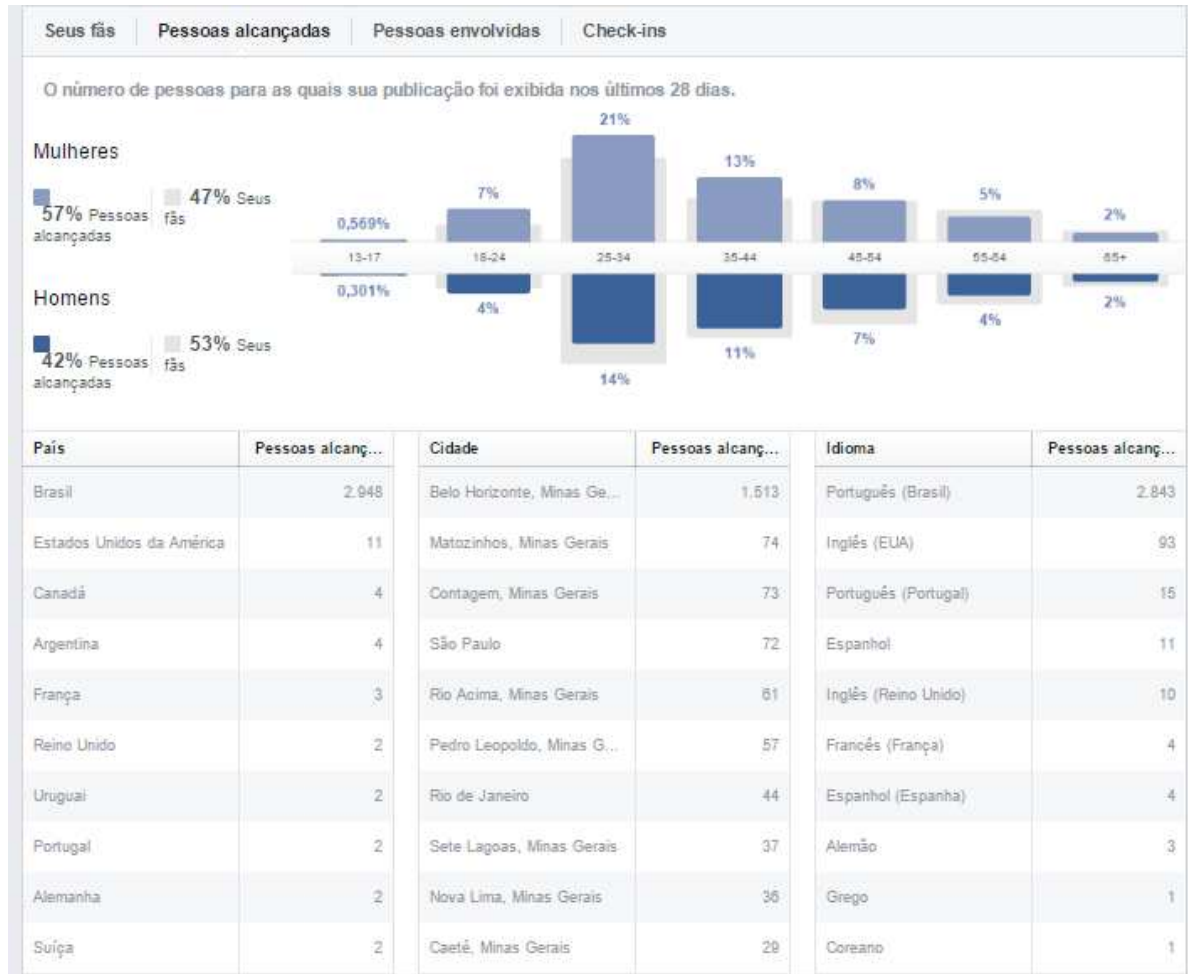 Seus fãs Pessoas alcançadas Pessoas envolvidas Check-ins
O número de pessoas para as quais sua publicação foi exibida nos últimos 28 dias.
Mulheres
57% Pessoas alcançadas
47% Seus fãs
Homens
42% Pessoas alcançadas
53% Seus fãs
0,569% 7% 21% 13% 8% 5% 2%
13-17 18-24 25-34 35-44 45-54 55-64 65+
0,301% 4% 14% 11% 7% 4% 2%
País Pessoas alcanç... Cidade Pessoas alcanç... Idioma Pessoas alcanç...
Brasil 2.948 Belo Horizonte, Minas Ge... 1.513 Português (Brasil) 2.843
Estados Unidos da América 11 Matozinhos, Minas Gerais 74 Inglês (EUA) 93
Canadá 4 Contagem, Minas Gerais 73 Português (Portugal) 15
Argentina 4 São Paulo 72 Espanhol 11
França 3 Rio Acima, Minas Gerais 61 Inglês (Reino Unido) 10
Reino Unido 2 Pedro Leopoldo, Minas G... 57 Francês (França) 4
Uruguai 2 Rio de Janeiro 44 Espanhol (Espanha) 4
Portugal 2 Sete Lagoas, Minas Gerais 37 Alemão 3
Alemanha 2 Nova Lima, Minas Gerais 36 Grego 1
Suíça 2 Caeté, Minas Gerais 29 Coreano 1